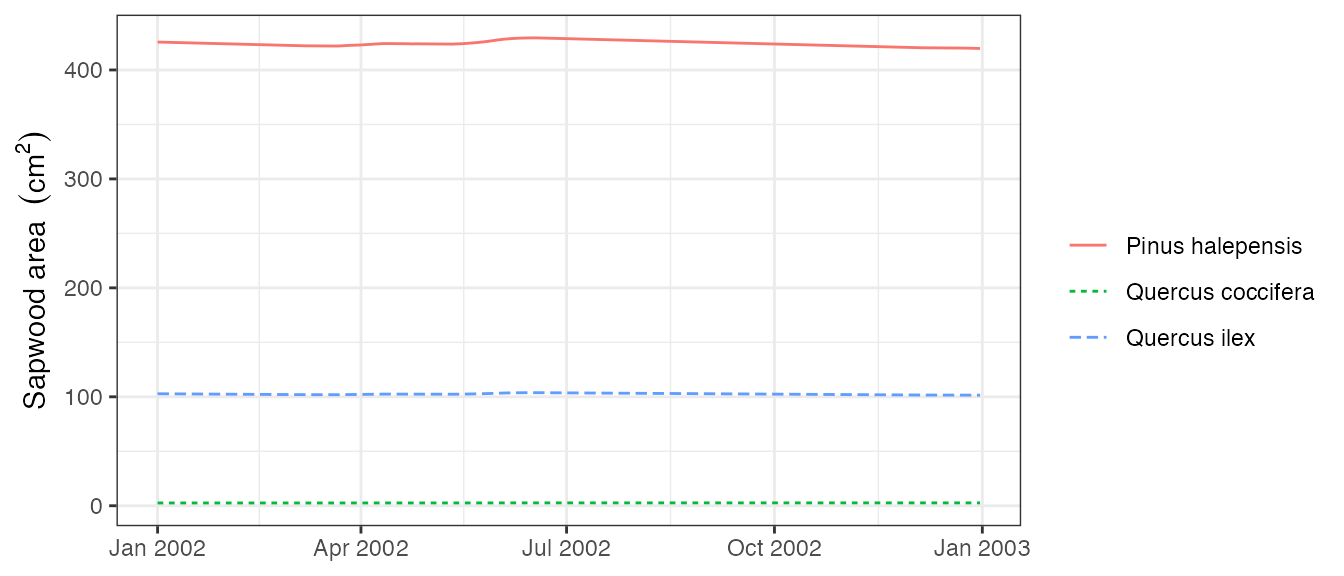 Sapwood area (cm²)
400
300
200
100
0
Jan 2002
Apr 2002
Jul 2002
Oct 2002
Jan 2003
Pinus halepensis
Quercus coccifera
Quercus ilex